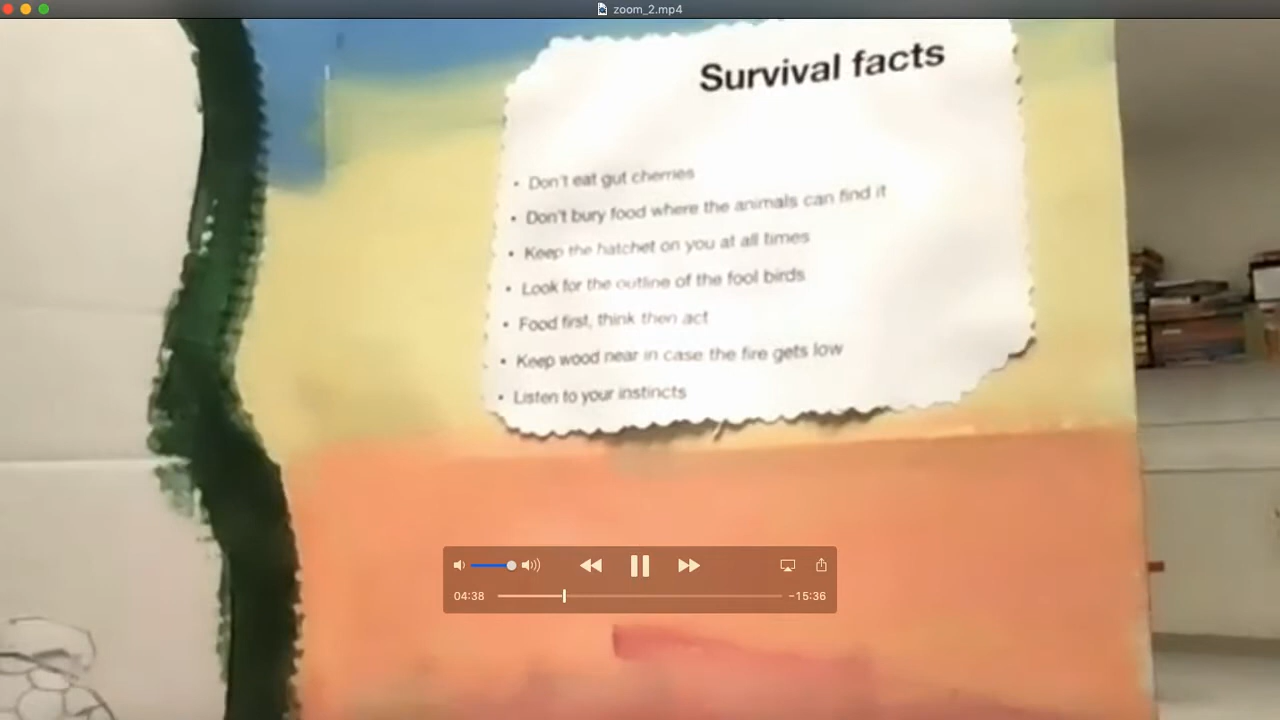 zoom_2.mp4
Survival facts
• Don't eat gut cherries
• Don't bury food where the animals can find it
• Keep the hatchet on you at all times
• Look for the outline of the fool birds
• Food first, think then act
• Keep wood near in case the fire gets low
• Listen to your instincts
04:38
−15:36